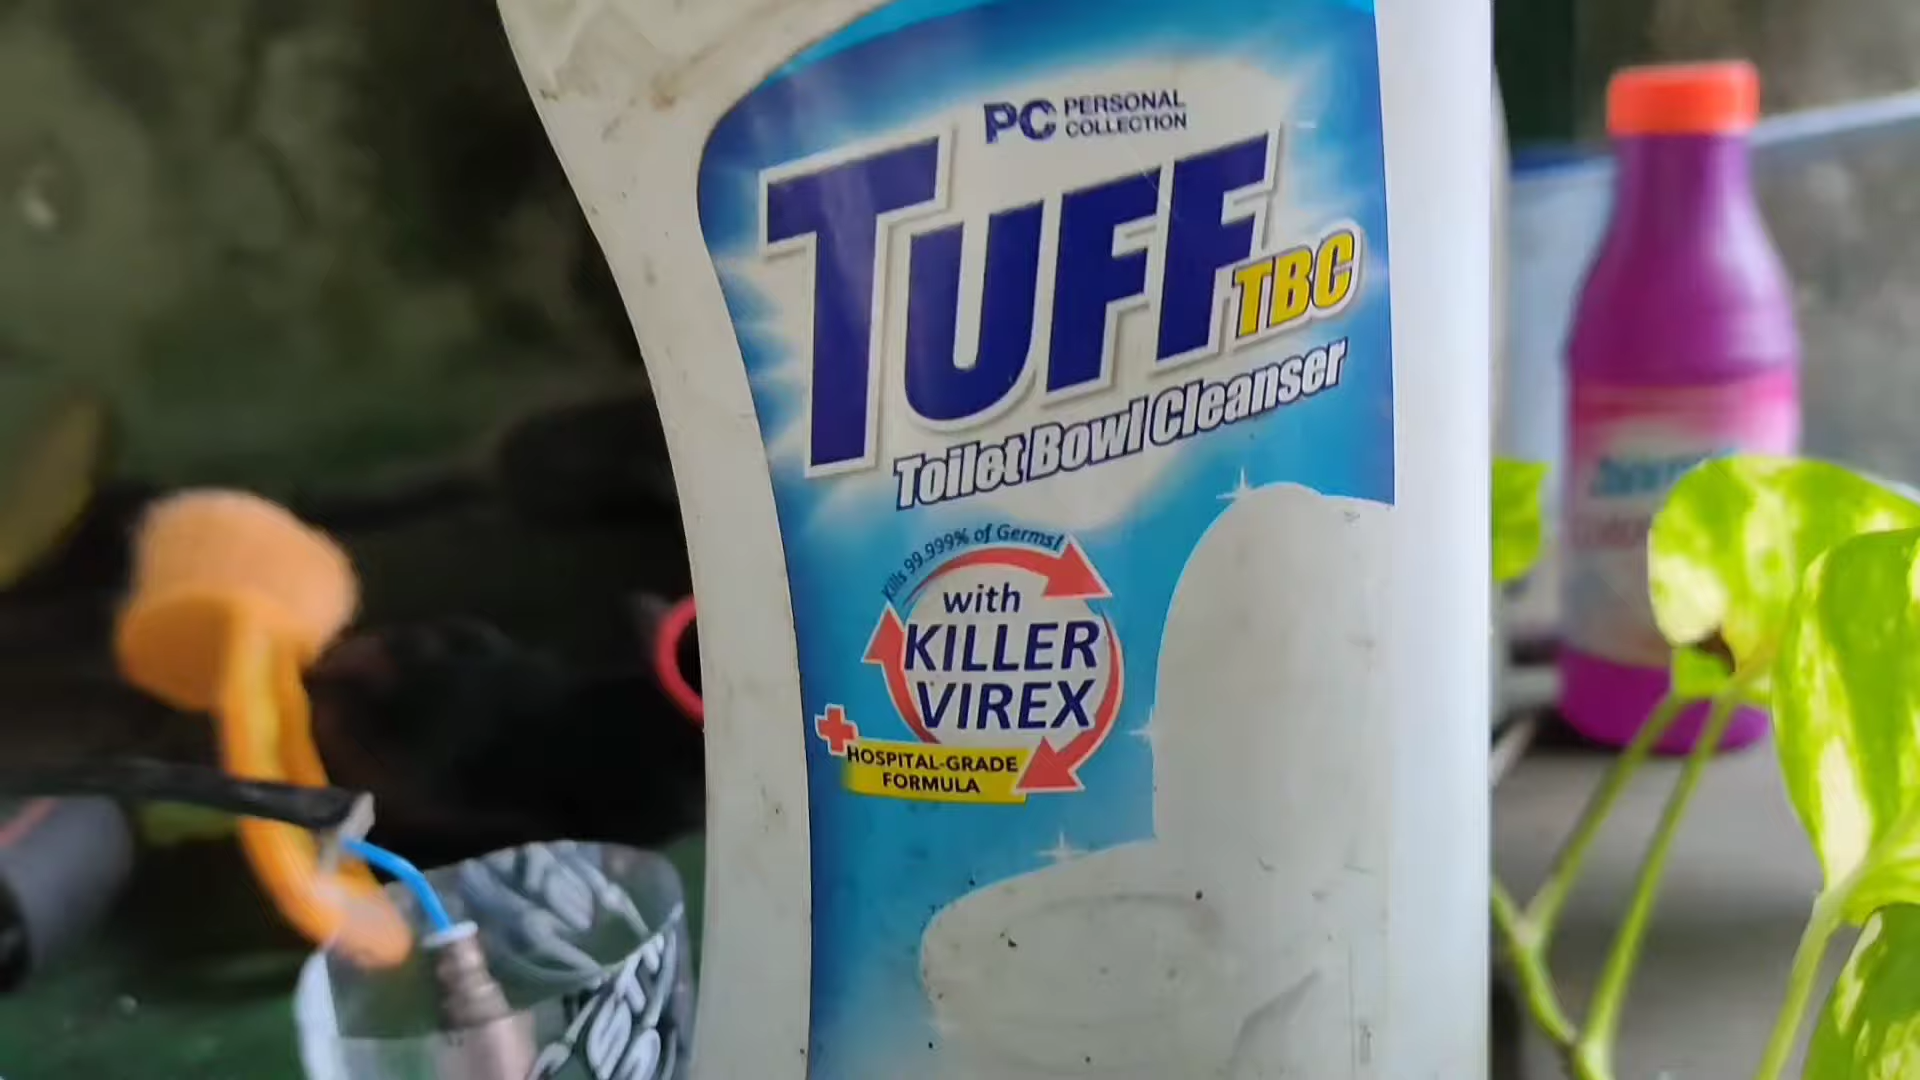 PC PERSONAL
COLLECTION
TUFF
TBC
Toilet Bowl Cleanser
Kills 99.999% of Germs!
with
KILLER
VIREX
HOSPITAL-GRADE
FORMULA